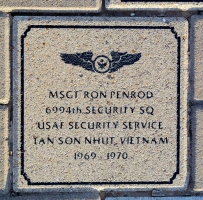 MSGT RON PENROD
6994th SECURITY SQ
USAF SECURITY SERVICE
TAN SON NHUT, VIETNAM
1969 - 1970